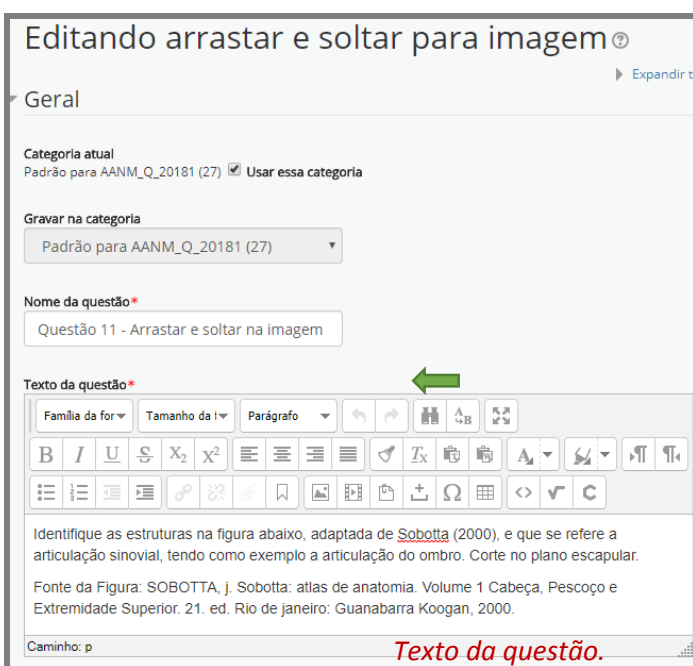 Editando arrastar e soltar para imagem
Expandir t
Geral
Categoria atual
Padrão para AANM_Q_20181 (27) Usar essa categoria
Gravar na categoria
Padrão para AANM_Q_20181 (27)
Nome da questão*
Questão 11 - Arrastar e soltar na imagem
Texto da questão*
Família da for Tamanho da f Parágrafo
Identifique as estruturas na figura abaixo, adaptada de Sobotta (2000), e que se refere a
articulação sinovial, tendo como exemplo a articulação do ombro. Corte no plano escapular.
Fonte da Figura: SOBOTTA, j. Sobotta: atlas de anatomia. Volume 1 Cabeça, Pescoço e
Extremidade Superior. 21. ed. Rio de janeiro: Guanabarra Koogan, 2000.
Caminho: p
Texto da questão.